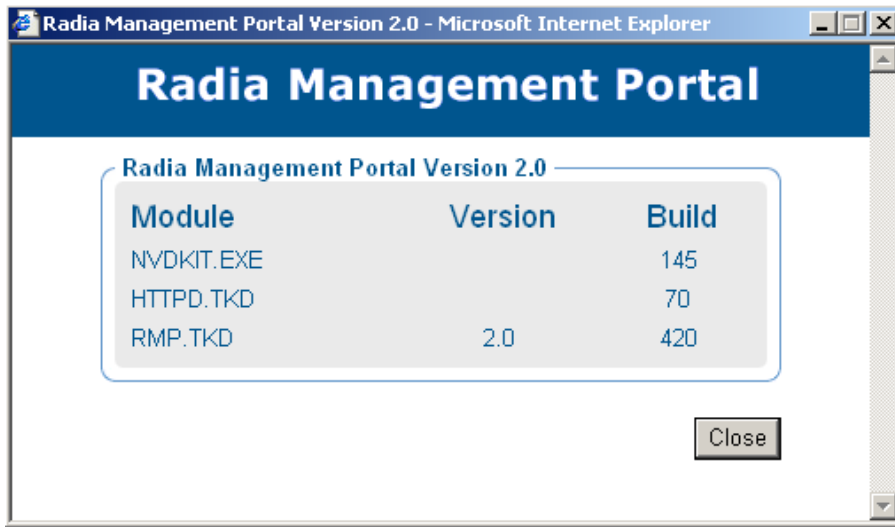 Radia Management Portal Version 2.0 - Microsoft Internet Explorer
Radia Management Portal
Radia Management Portal Version 2.0
Module Version Build
NVDKIT.EXE 145
HTTPD.TKD 70
RMP.TKD 2.0 420
Close